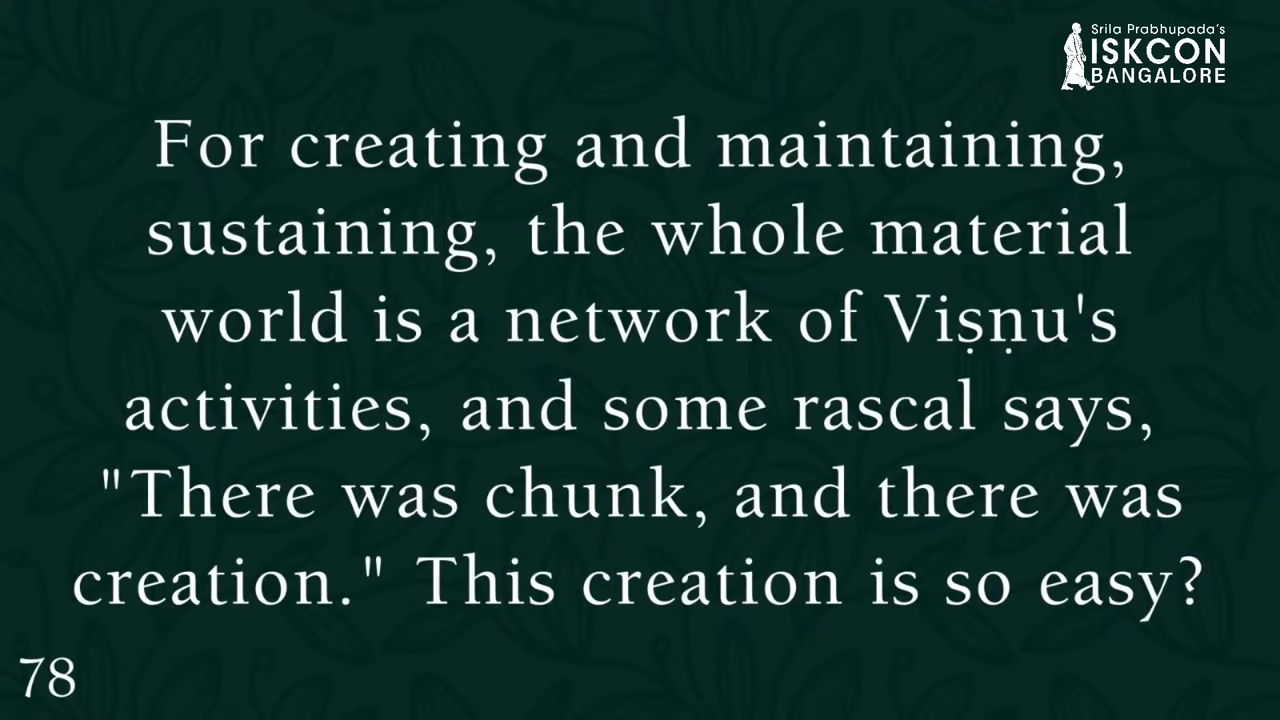 Srila Prabhupada's
ISKCON
BANGALORE
For creating and maintaining,
sustaining, the whole material
world is a network of Viṣṇu's
activities, and some rascal says,
"There was chunk, and there was
creation." This creation is so easy?
78